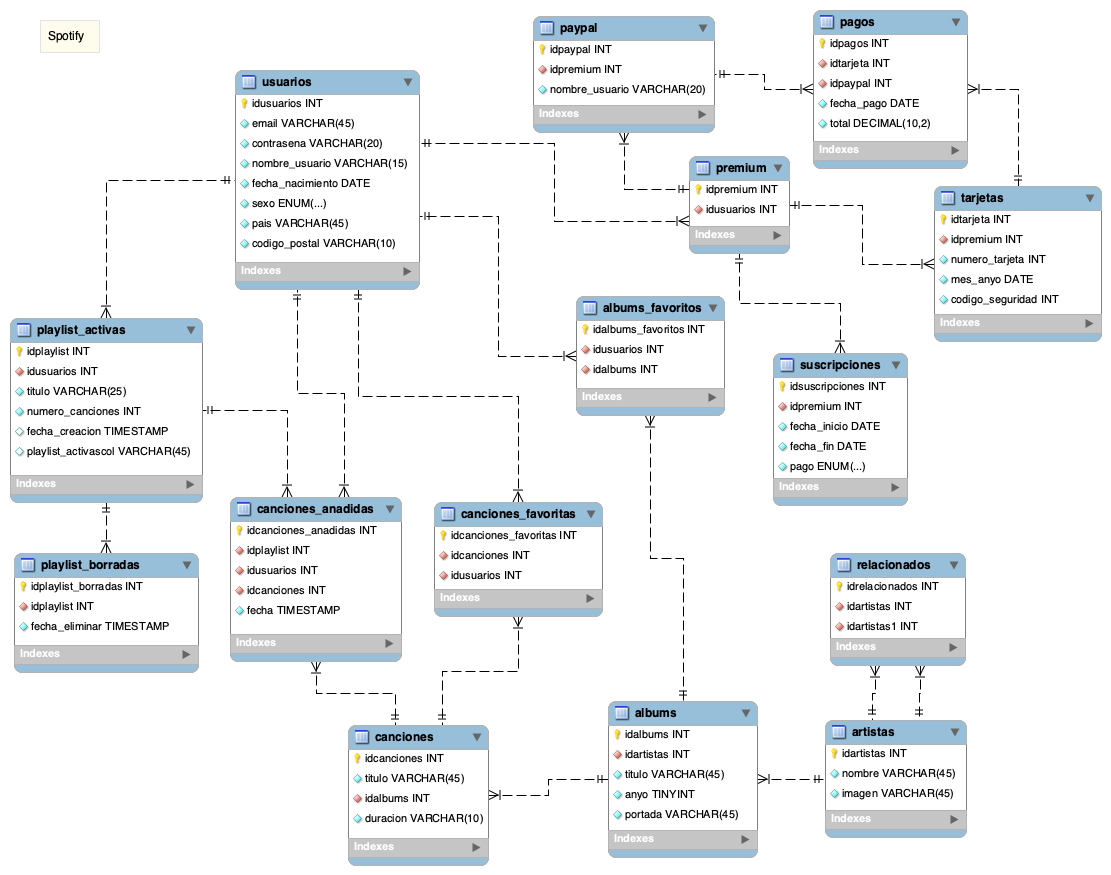 Spotify
usuarios
idusuarios INT
email VARCHAR(45)
contrasena VARCHAR(20)
nombre_usuario VARCHAR(15)
fecha_nacimiento DATE
sexo ENUM(...)
pais VARCHAR(45)
codigo_postal VARCHAR(10)
Indexes
paypal
idpaypal INT
idpremium INT
nombre_usuario VARCHAR(20)
Indexes
pagos
idpagos INT
idtarjeta INT
idpaypal INT
fecha_pago DATE
total DECIMAL(10,2)
Indexes
premium
idpremium INT
idusuarios INT
Indexes
tarjetas
idtarjeta INT
idpremium INT
numero_tarjeta INT
mes_anyo DATE
codigo_seguridad INT
Indexes
playlist_activas
idplaylist INT
idusuarios INT
titulo VARCHAR(25)
numero_canciones INT
fecha_creacion TIMESTAMP
playlist_activascol VARCHAR(45)
Indexes
albums_favoritos
idalbums_favoritos INT
idusuarios INT
idalbums INT
Indexes
suscripciones
idsuscripciones INT
idpremium INT
fecha_inicio DATE
fecha_fin DATE
pago ENUM(...)
Indexes
canciones_anadidas
idcanciones_anadidas INT
idplaylist INT
idusuarios INT
idcanciones INT
fecha TIMESTAMP
Indexes
canciones_favoritas
idcanciones_favoritas INT
idcanciones INT
idusuarios INT
Indexes
playlist_borradas
idplaylist_borradas INT
idplaylist INT
fecha_eliminar TIMESTAMP
Indexes
relacionados
idrelacionados INT
idartistas INT
idartistas1 INT
Indexes
canciones
idcanciones INT
titulo VARCHAR(45)
idalbums INT
duracion VARCHAR(10)
Indexes
albums
idalbums INT
idartistas INT
titulo VARCHAR(45)
anyo TINYINT
portada VARCHAR(45)
Indexes
artistas
idartistas INT
nombre VARCHAR(45)
imagen VARCHAR(45)
Indexes